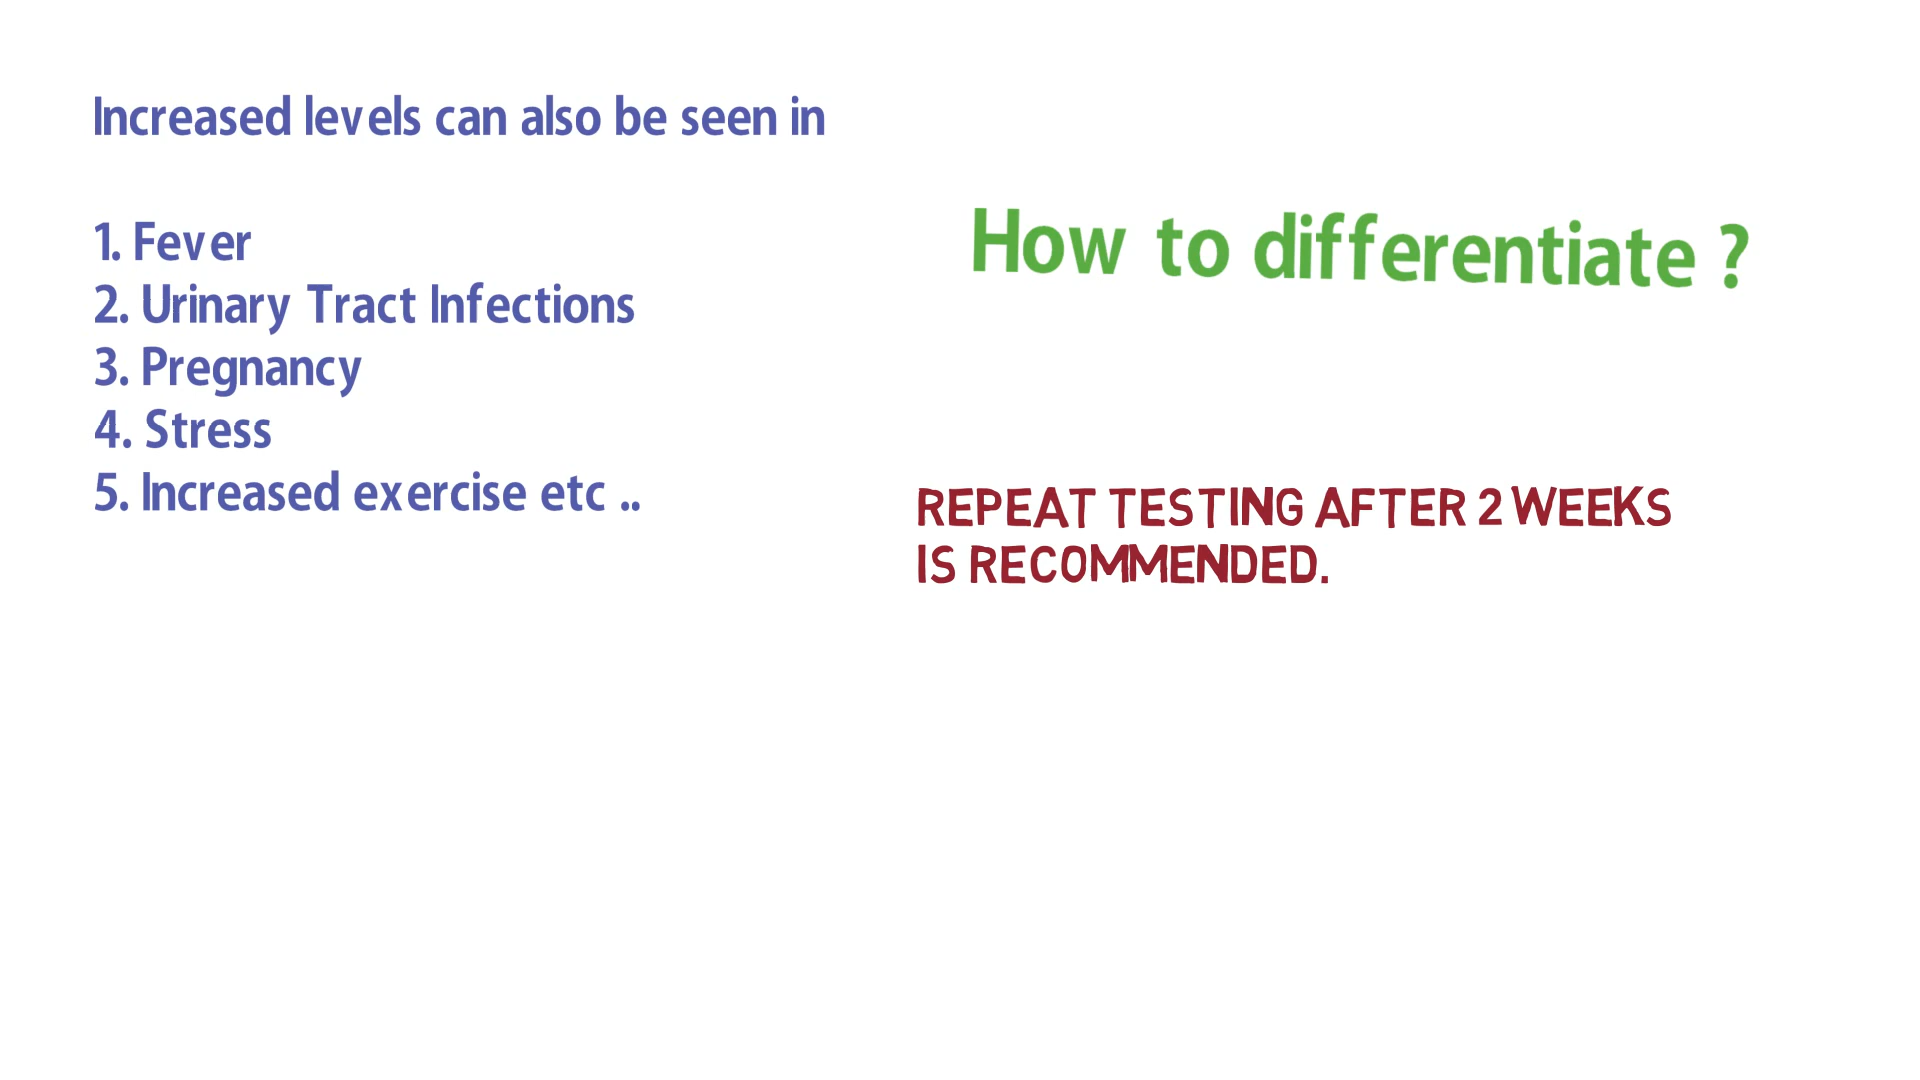 Increased levels can also be seen in
1. Fever
2. Urinary Tract Infections
3. Pregnancy
4. Stress
5. Increased exercise etc ..
How to differentiate ?
REPEAT TESTING AFTER 2 WEEKS
IS RECOMMENDED.